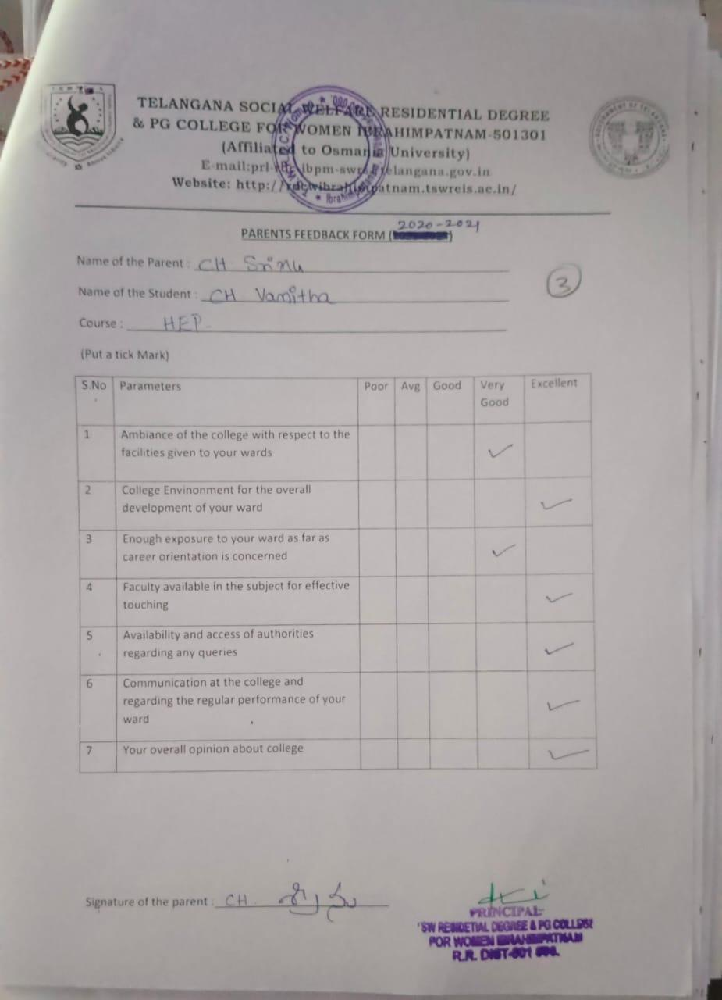 TELANGANA SOCIAL WELFARE RESIDENTIAL DEGREE
& PG COLLEGE FOR WOMEN IBRAHIMPATNAM-501301
(Affiliated to Osmania University)
E-mail:prl- ibpm-swrs.telangana.gov.in
Website: http:// ibrahimpatnam.tswreis.ac.in/
PARENTS FEEDBACK FORM (2020-2021)
Name of the Parent : CH Srinu
Name of the Student : CH Vanitha
3
Course : HEP
(Put a tick Mark)
S.No Parameters Poor Avg Good Very Good Excellent
1 Ambiance of the college with respect to the
facilities given to your wards ✓
2 College Envinonment for the overall
development of your ward ✓
3 Enough exposure to your ward as far as
career orientation is concerned ✓
4 Faculty available in the subject for effective
touching ✓
5 Availability and access of authorities
regarding any queries ✓
6 Communication at the college and
regarding the regular performance of your
ward ✓
7 Your overall opinion about college ✓
Signature of the parent : CH. శ్రీను
PRINCIPAL
SW RESIDETIAL DEGREE & PG COLLEGE
FOR WOMEN IBRAHIMPATNAM
R.R. DIST-501